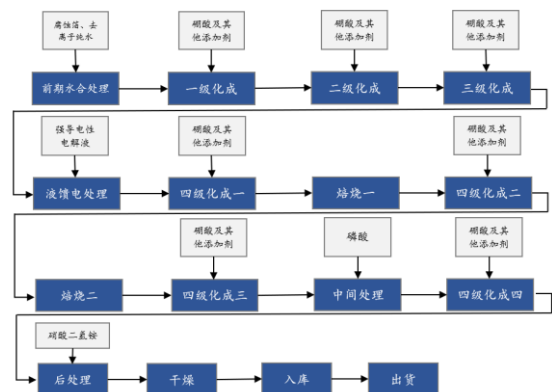 腐蚀箔、去
离子纯水
硼酸及其
他添加剂
硼酸及其
他添加剂
硼酸及其
他添加剂
前期水合处理
一级化成
二级化成
三级化成
强导电性
电解液
硼酸及其
他添加剂
硼酸及其
他添加剂
液馈电处理
四级化成一
焙烧一
四级化成二
硼酸及其
他添加剂
磷酸
硼酸及其
他添加剂
焙烧二
四级化成三
中间处理
四级化成四
硝酸二氢铵
后处理
干燥
入库
出货